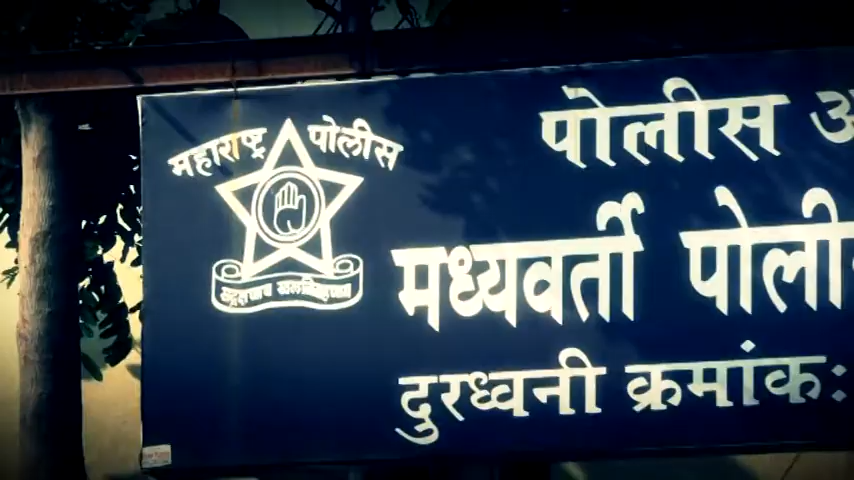 महाराष्ट्र पोलीस
पोलीस
मध्यवर्ती पोली
दुरध्वनी क्रमांक: